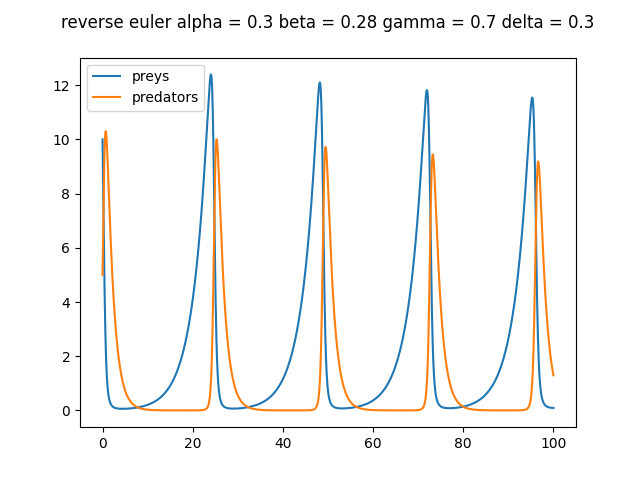 reverse euler alpha = 0.3 beta = 0.28 gamma = 0.7 delta = 0.3
preys
predators
12
10
8
6
4
2
0
0 20 40 60 80 100